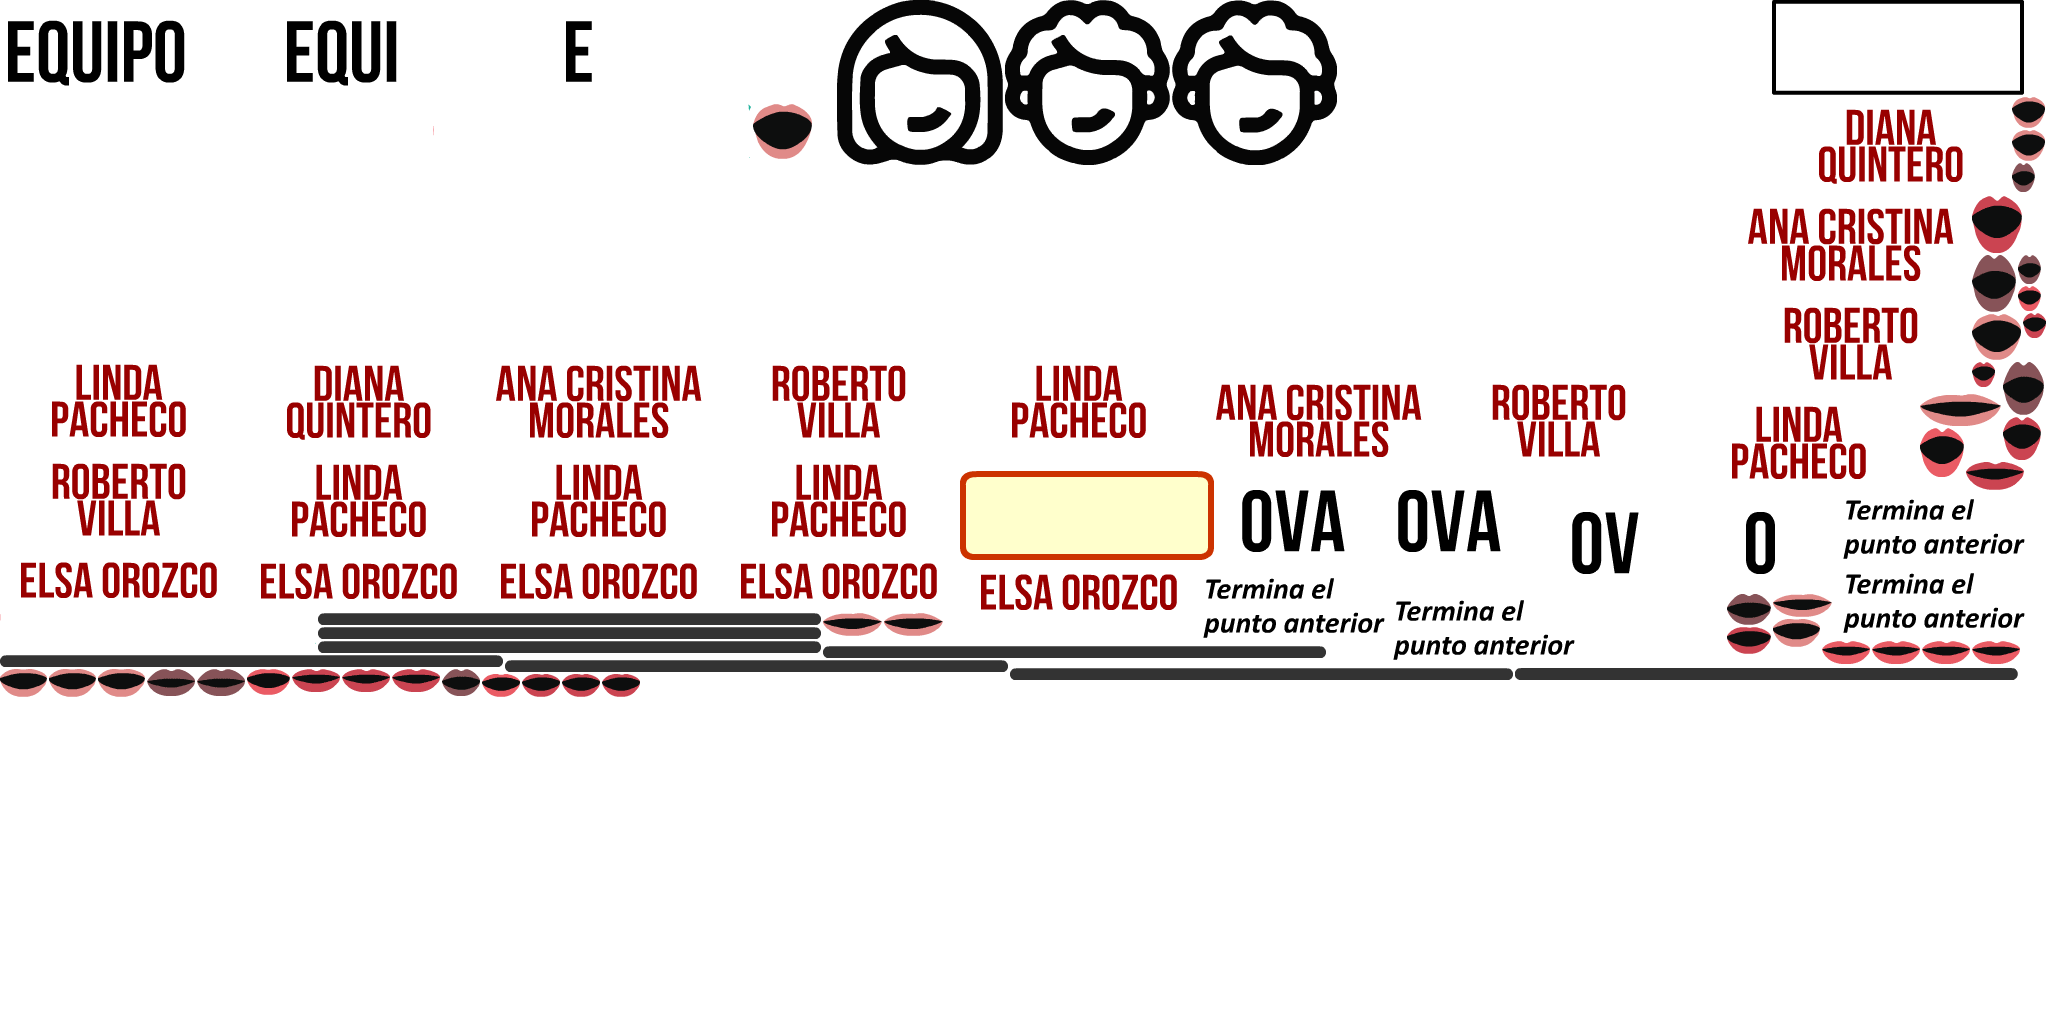 EQUIPO
EQUI
E
DIANA
QUINTERO
ANA CRISTINA
MORALES
ROBERTO
VILLA
LINDA
PACHECO
LINDA
PACHECO
DIANA
QUINTERO
ANA CRISTINA
MORALES
ROBERTO
VILLA
LINDA
PACHECO
ANA CRISTINA
MORALES
ROBERTO
VILLA
ROBERTO
VILLA
LINDA
PACHECO
LINDA
PACHECO
LINDA
PACHECO
OVA
OVA
OV
O
Termina el
punto anterior
ELSA OROZCO
ELSA OROZCO
ELSA OROZCO
ELSA OROZCO
ELSA OROZCO
Termina el
punto anterior
Termina el
punto anterior
Termina el
punto anterior